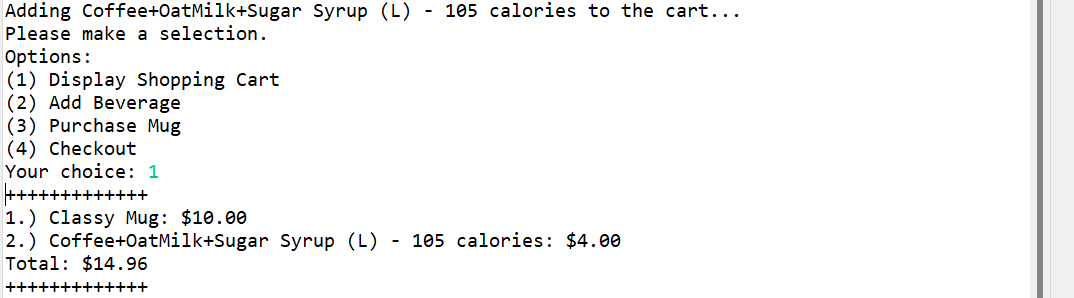 Adding Coffee+OatMilk+Sugar Syrup (L) - 105 calories to the cart...
Please make a selection.
Options:
(1) Display Shopping Cart
(2) Add Beverage
(3) Purchase Mug
(4) Checkout
Your choice: 1
+++++++++++++
1.) Classy Mug: $10.00
2.) Coffee+OatMilk+Sugar Syrup (L) - 105 calories: $4.00
Total: $14.96
+++++++++++++